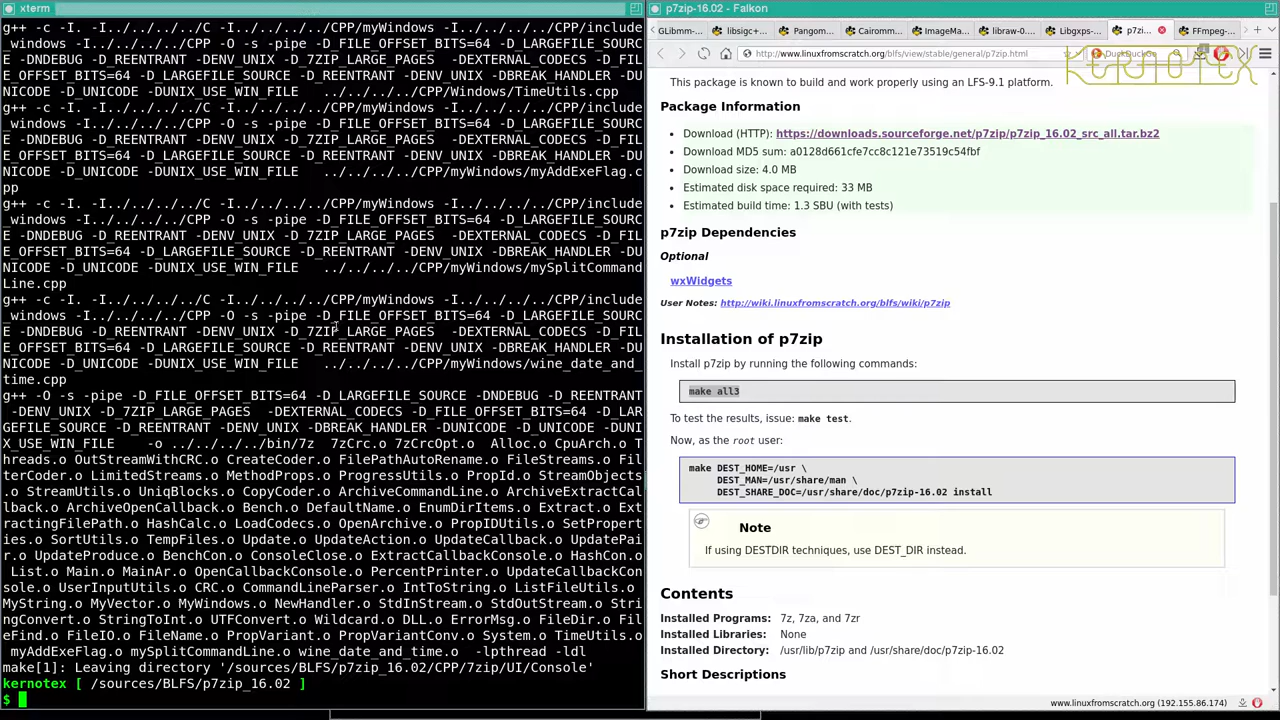 xterm
g++ -c -I. -I../../../../C -I../../../../CPP/myWindows -I../../../../CPP/include
_windows -I../../../../CPP -O -s -pipe -D_FILE_OFFSET_BITS=64 -D_LARGEFILE_SOURC
E -DNDEBUG -D_REENTRANT -DENV_UNIX -D_7ZIP_LARGE_PAGES  -DEXTERNAL_CODECS -D_FIL
E_OFFSET_BITS=64 -D_LARGEFILE_SOURCE -D_REENTRANT -DENV_UNIX -DBREAK_HANDLER -DU
NICODE -D_UNICODE -DUNIX_USE_WIN_FILE    ../../../../CPP/Windows/TimeUtils.cpp
g++ -c -I. -I../../../../C -I../../../../CPP/myWindows -I../../../../CPP/include
_windows -I../../../../CPP -O -s -pipe -D_FILE_OFFSET_BITS=64 -D_LARGEFILE_SOURC
E -DNDEBUG -D_REENTRANT -DENV_UNIX -D_7ZIP_LARGE_PAGES  -DEXTERNAL_CODECS -D_FIL
E_OFFSET_BITS=64 -D_LARGEFILE_SOURCE -D_REENTRANT -DENV_UNIX -DBREAK_HANDLER -DU
NICODE -D_UNICODE -DUNIX_USE_WIN_FILE    ../../../../CPP/myWindows/myAddExeFlag.c
pp
g++ -c -I. -I../../../../C -I../../../../CPP/myWindows -I../../../../CPP/include
_windows -I../../../../CPP -O -s -pipe -D_FILE_OFFSET_BITS=64 -D_LARGEFILE_SOURC
E -DNDEBUG -D_REENTRANT -DENV_UNIX -D_7ZIP_LARGE_PAGES  -DEXTERNAL_CODECS -D_FIL
E_OFFSET_BITS=64 -D_LARGEFILE_SOURCE -D_REENTRANT -DENV_UNIX -DBREAK_HANDLER -DU
NICODE -D_UNICODE -DUNIX_USE_WIN_FILE    ../../../../CPP/myWindows/mySplitCommand
Line.cpp
g++ -c -I. -I../../../../C -I../../../../CPP/myWindows -I../../../../CPP/include
_windows -I../../../../CPP -O -s -pipe -D_FILE_OFFSET_BITS=64 -D_LARGEFILE_SOURC
E -DNDEBUG -D_REENTRANT -DENV_UNIX -D_7ZIP_LARGE_PAGES  -DEXTERNAL_CODECS -D_FIL
E_OFFSET_BITS=64 -D_LARGEFILE_SOURCE -D_REENTRANT -DENV_UNIX -DBREAK_HANDLER -DU
NICODE -D_UNICODE -DUNIX_USE_WIN_FILE    ../../../../CPP/myWindows/wine_date_and_
time.cpp
g++ -O -s -pipe -D_FILE_OFFSET_BITS=64 -D_LARGEFILE_SOURCE -DNDEBUG -D_REENTRANT
 -DENV_UNIX -D_7ZIP_LARGE_PAGES  -DEXTERNAL_CODECS -D_FILE_OFFSET_BITS=64 -D_LAR
GEFILE_SOURCE -D_REENTRANT -DENV_UNIX -DBREAK_HANDLER -DUNICODE -D_UNICODE -DUNI
X_USE_WIN_FILE    -o ../../../../bin/7z  7zCrc.o 7zCrcOpt.o  Alloc.o CpuArch.o T
hreads.o OutStreamWithCRC.o CreateCoder.o FilePathAutoRename.o FileStreams.o Fil
terCoder.o LimitedStreams.o MethodProps.o ProgressUtils.o PropId.o StreamObjects
.o StreamUtils.o UniqBlocks.o CopyCoder.o ArchiveCommandLine.o ArchiveExtractCal
lback.o ArchiveOpenCallback.o Bench.o DefaultName.o EnumDirItems.o Extract.o Ext
ractingFilePath.o HashCalc.o LoadCodecs.o OpenArchive.o PropIDUtils.o SetPropert
ies.o SortUtils.o TempFiles.o Update.o UpdateAction.o UpdateCallback.o UpdatePai
r.o UpdateProduce.o BenchCon.o ConsoleClose.o ExtractCallbackConsole.o HashCon.o
 List.o Main.o MainAr.o OpenCallbackConsole.o PercentPrinter.o UpdateCallbackCon
sole.o UserInputUtils.o CRC.o CommandLineParser.o IntToString.o ListFileUtils.o 
MyString.o MyVector.o MyWindows.o NewHandler.o StdInStream.o StdOutStream.o Stri
ngConvert.o StringToInt.o UTFConvert.o Wildcard.o DLL.o ErrorMsg.o FileDir.o Fil
eFind.o FileIO.o FileName.o PropVariant.o PropVariantConv.o System.o TimeUtils.o
 myAddExeFlag.o mySplitCommandLine.o wine_date_and_time.o  -lpthread -ldl
make[1]: Leaving directory '/sources/BLFS/p7zip_16.02/CPP/7zip/UI/Console'
kernotex [ /sources/BLFS/p7zip_16.02 ]
$
p7zip-16.02 - Falkon
GLibmm-... libsigc+... Pangom... Cairomm... ImageMa... libraw-0... Libgxps-... p7zi... FFmpeg-...
http://www.linuxfromscratch.org/blfs/view/stable/general/p7zip.html DuckDuckGo
KERNOTEX
This package is known to build and work properly using an LFS-9.1 platform.
Package Information
Download (HTTP): https://downloads.sourceforge.net/p7zip/p7zip_16.02_src_all.tar.bz2
Download MD5 sum: a0128d661cfe7cc8c121e73519c54fbf
Download size: 4.0 MB
Estimated disk space required: 33 MB
Estimated build time: 1.3 SBU (with tests)
p7zip Dependencies
Optional
wxWidgets
User Notes: http://wiki.linuxfromscratch.org/blfs/wiki/p7zip
Installation of p7zip
Install p7zip by running the following commands:
make all3
To test the results, issue: make test.
Now, as the root user:
make DEST_HOME=/usr \
DEST_MAN=/usr/share/man \
DEST_SHARE_DOC=/usr/share/doc/p7zip-16.02 install
Note
If using DESTDIR techniques, use DEST_DIR instead.
Contents
Installed Programs: 7z, 7za, and 7zr
Installed Libraries: None
Installed Directory: /usr/lib/p7zip and /usr/share/doc/p7zip-16.02
Short Descriptions
www.linuxfromscratch.org (192.155.86.174)